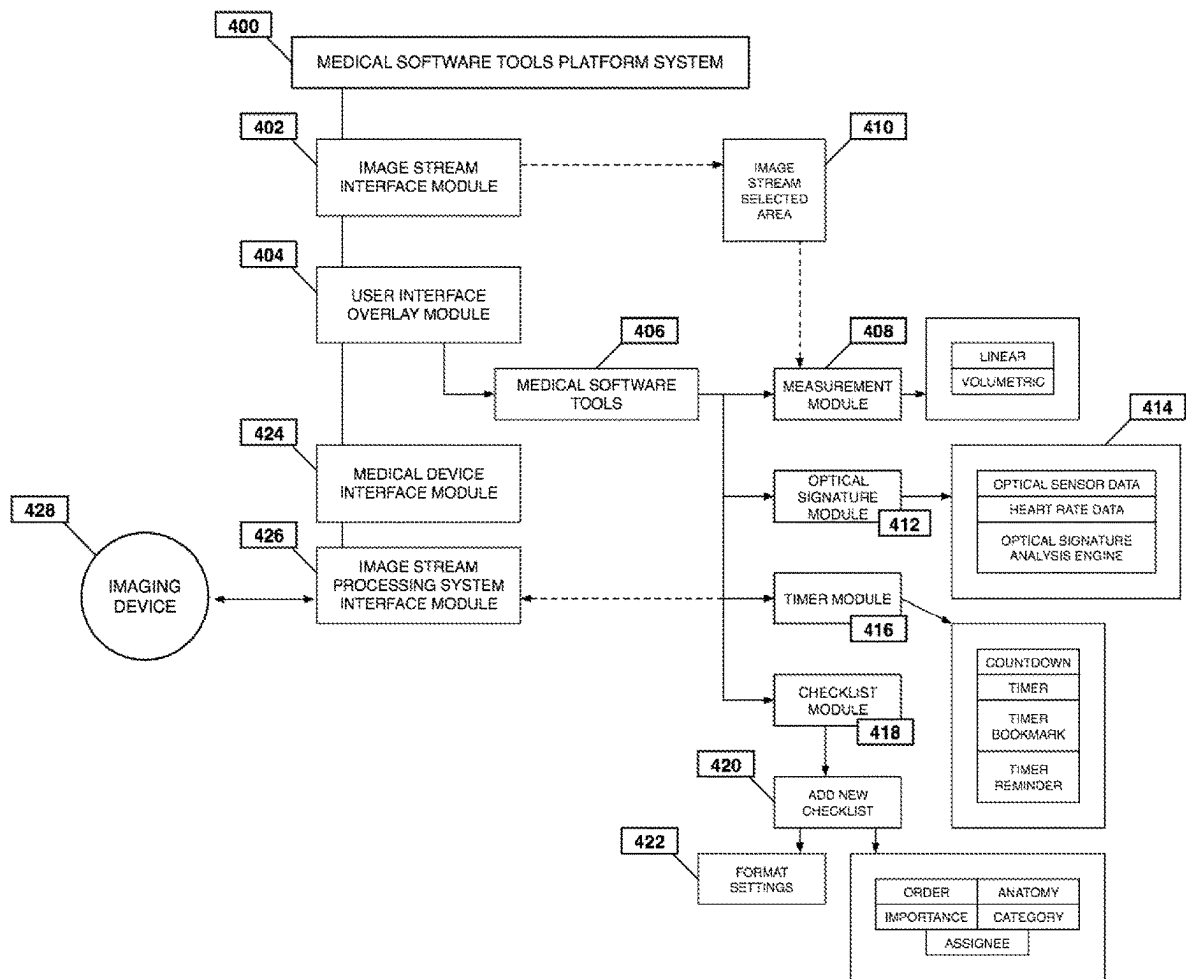 400
MEDICAL SOFTWARE TOOLS PLATFORM SYSTEM
402
IMAGE STREAM
INTERFACE MODULE
410
IMAGE
STREAM
SELECTED
AREA
404
USER INTERFACE
OVERLAY MODULE
406
MEDICAL SOFTWARE
TOOLS
408
MEASUREMENT
MODULE
LINEAR
VOLUMETRIC
414
424
MEDICAL DEVICE
INTERFACE MODULE
OPTICAL
SIGNATURE
MODULE
412
OPTICAL SENSOR DATA
HEART RATE DATA
OPTICAL SIGNATURE
ANALYSIS ENGINE
428
IMAGING
DEVICE
426
IMAGE STREAM
PROCESSING SYSTEM
INTERFACE MODULE
TIMER MODULE
416
COUNTDOWN
TIMER
TIMER
BOOKMARK
TIMER
REMINDER
CHECKLIST
MODULE
418
420
ADD NEW
CHECKLIST
422
FORMAT
SETTINGS
ORDER
ANATOMY
IMPORTANCE
CATEGORY
ASSIGNEE